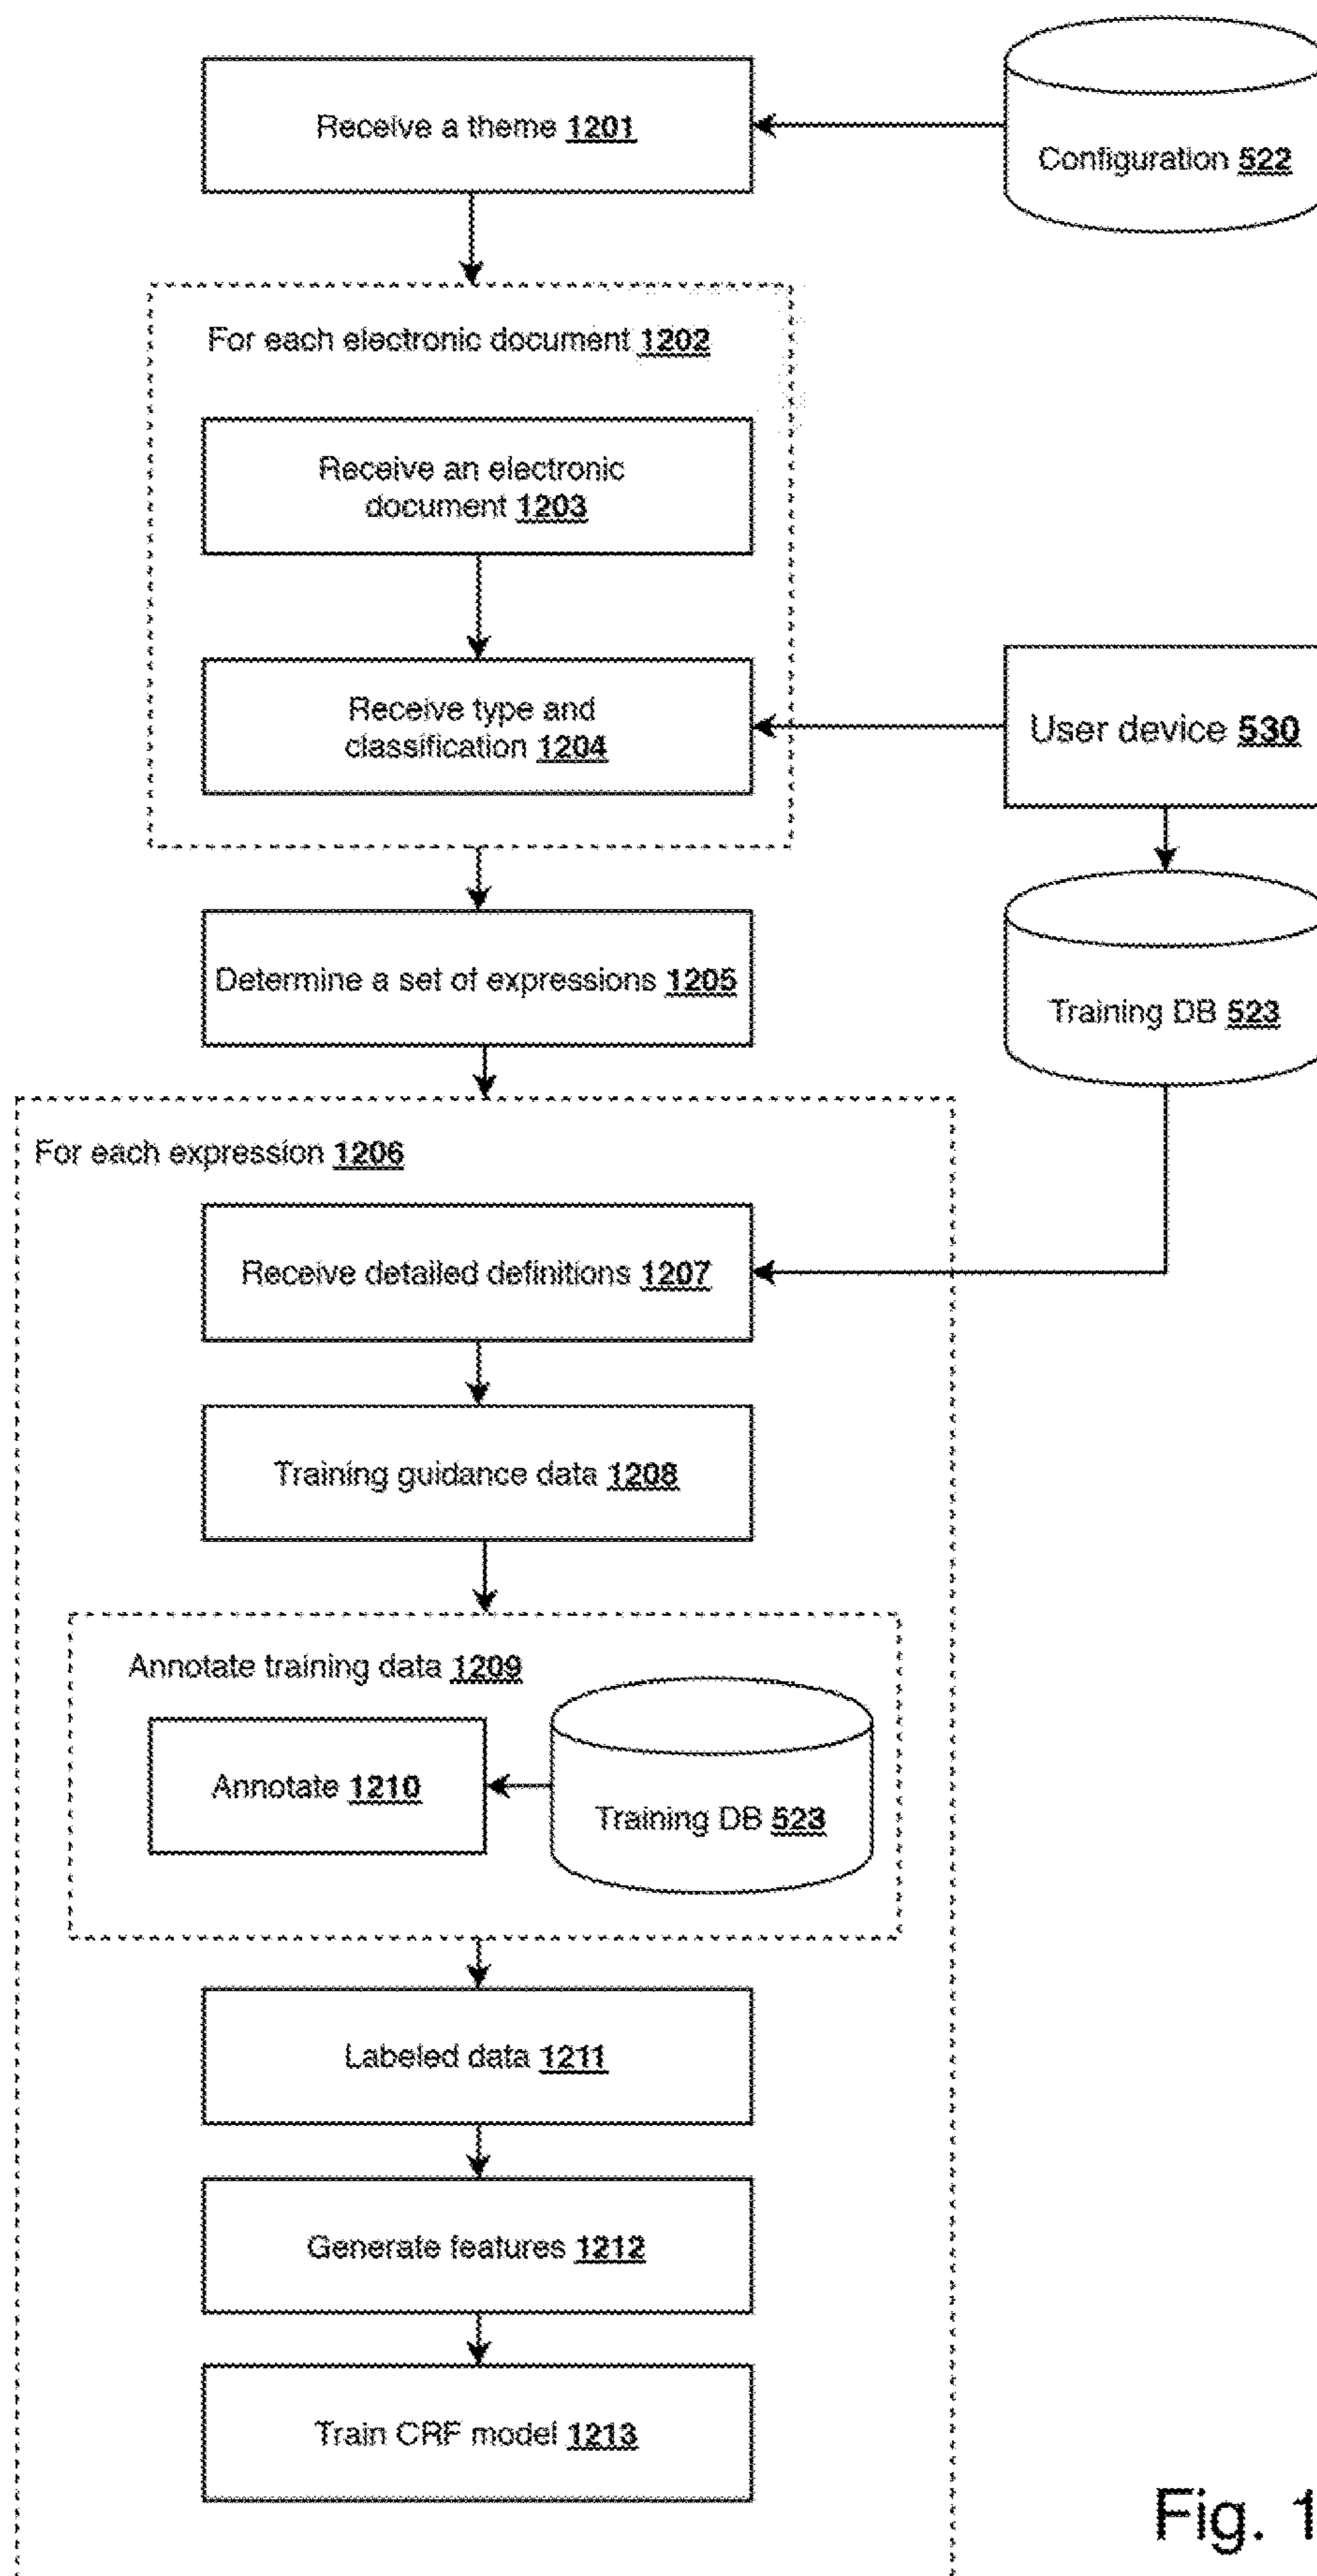 Receive a theme 1201
Configuration 522
For each electronic document 1202
Receive an electronic
document 1203
Receive type and
classification 1204
User device 530
Determine a set of expressions 1205
Training DB 523
For each expression 1206
Receive detailed definitions 1207
Training guidance data 1208
Annotate training data 1209
Annotate 1210
Training DB 523
Labeled data 1211
Generate features 1212
Train CRF model 1213
Fig. 1